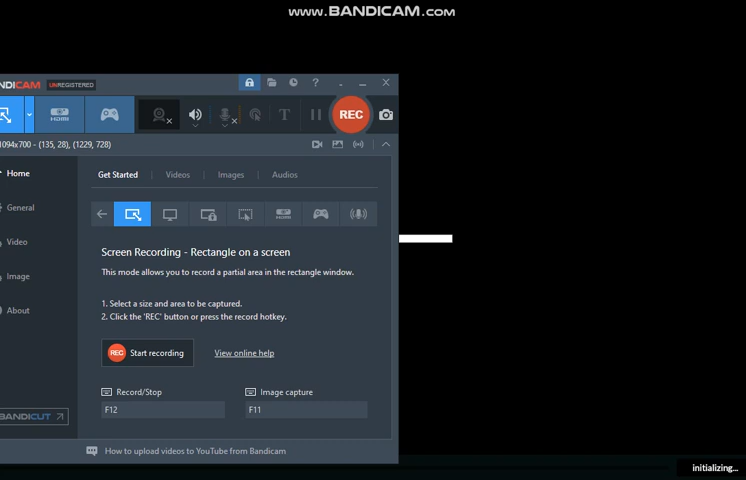 www.BANDICAM.com
NDICAM UNREGISTERED
HDMI
T
REC
1094x700 - (135, 28), (1229, 728)
Home
General
Video
Image
About
BANDICUT
Get Started Videos Images Audios
HDMI
Screen Recording - Rectangle on a screen
This mode allows you to record a partial area in the rectangle window.
1. Select a size and area to be captured.
2. Click the 'REC' button or press the record hotkey.
REC Start recording View online help
Record/Stop Image capture
F12 F11
How to upload videos to YouTube from Bandicam
initializing...